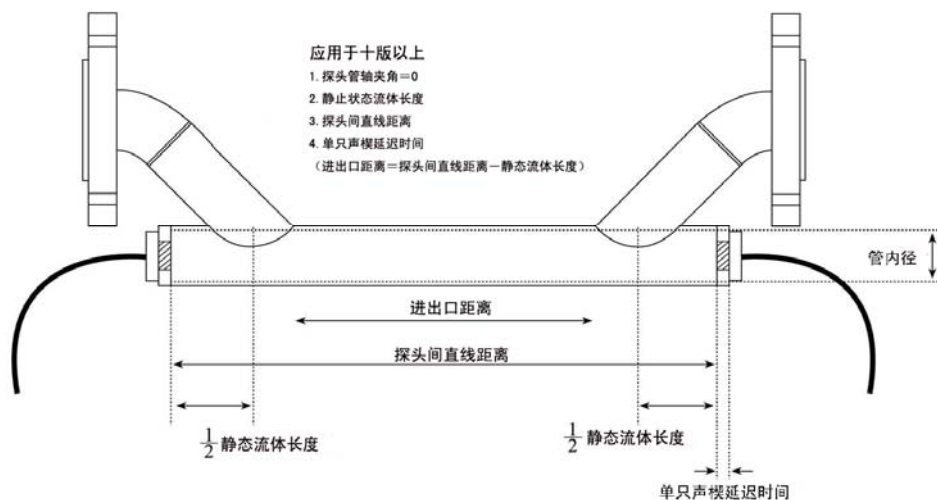 应用于十版以上
1. 探头管轴夹角=0
2. 静止状态流体长度
3. 探头间直线距离
4. 单只声楔延迟时间
(进出口距离=探头间直线距离-静态流体长度)
管内径
进出口距离
探头间直线距离
1/2 静态流体长度
1/2 静态流体长度
单只声楔延迟时间